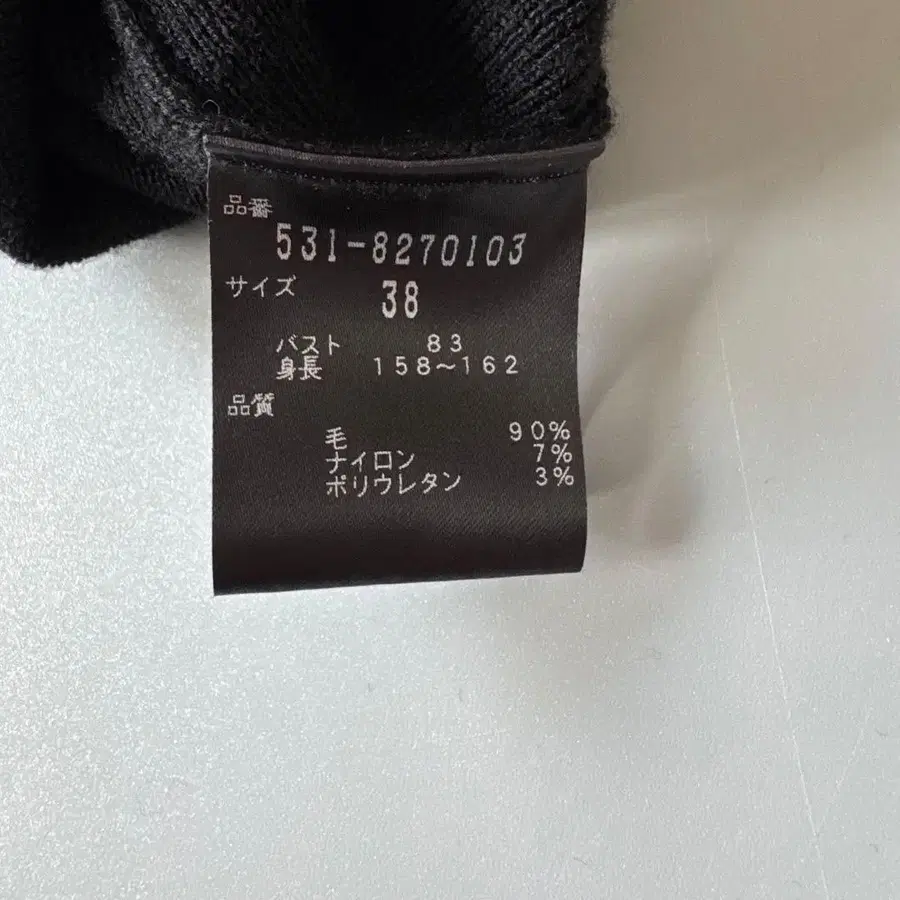 品番
531-8270103
サイズ 38
バスト 83
身長 158〜162
品質
毛 90%
ナイロン 7%
ポリウレタン 3%